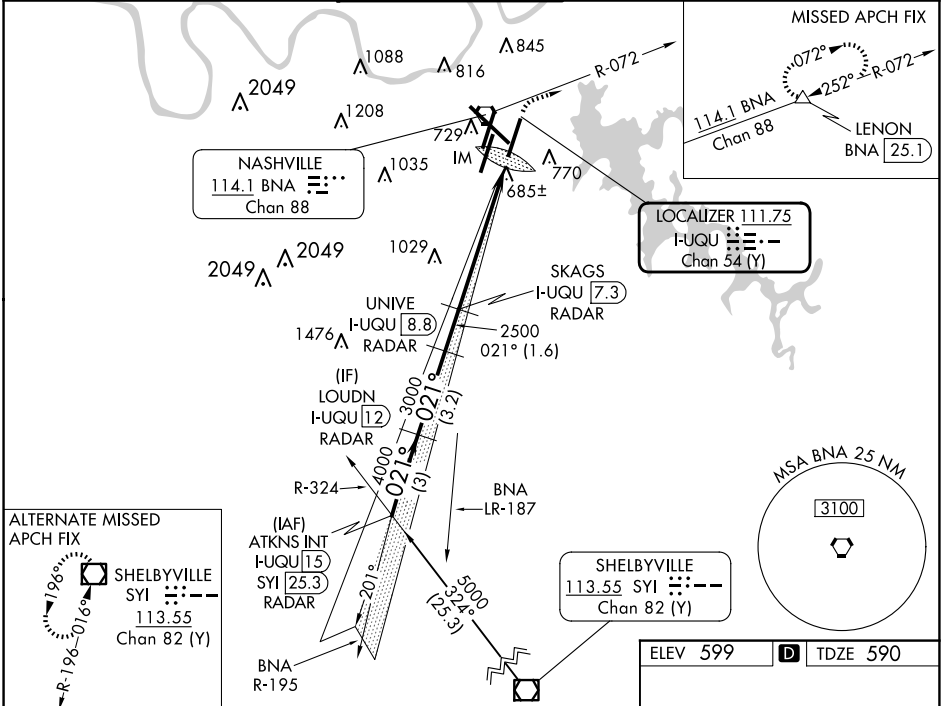 1088
845
816
2049
1208
729
IM
1035
770
685±
R-072
NASHVILLE
114.1 BNA
Chan 88
MISSED APCH FIX
072°
252°
R-072
114.1 BNA
Chan 88
LENON
BNA 25.1
LOCALIZER 111.75
I-UQU
Chan 54 (Y)
2049
2049
1029
1476
SKAGS
I-UQU 7.3
RADAR
UNIVE
I-UQU 8.8
RADAR
2500
021° (1.6)
(IF)
LOUDN
I-UQU 12
RADAR
3000
021°
(3.2)
4000
021°
(3)
R-324
(IAF)
ATKNS INT
I-UQU 15
SYI 25.3
RADAR
BNA
LR-187
201°
BNA
R-195
5000
324°
(25.3)
SHELBYVILLE
113.55 SYI
Chan 82 (Y)
MSA BNA 25 NM
3100
ALTERNATE MISSED
APCH FIX
196°
SHELBYVILLE
SYI
113.55
Chan 82 (Y)
R-196
016°
ELEV 599
D
TDZE 590